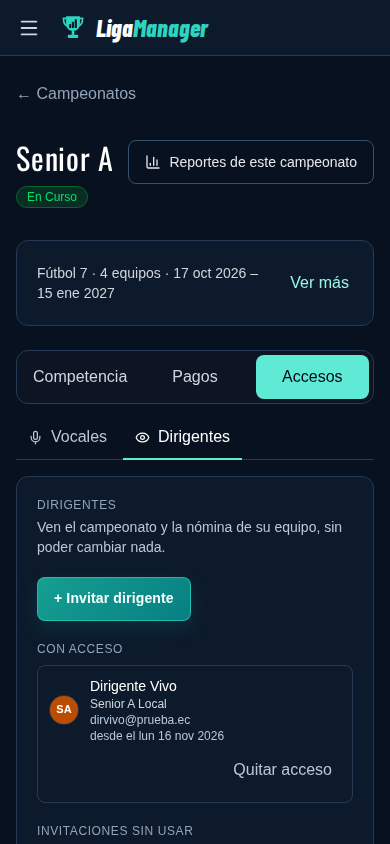 LigaManager
← Campeonatos
Senior A
Reportes de este campeonato
En Curso
Fútbol 7 · 4 equipos · 17 oct 2026 –
15 ene 2027
Ver más
Competencia
Pagos
Accesos
Vocales
Dirigentes
DIRIGENTES
Ven el campeonato y la nómina de su equipo, sin
poder cambiar nada.
+ Invitar dirigente
CON ACCESO
SA
Dirigente Vivo
Senior A Local
dirvivo@prueba.ec
desde el lun 16 nov 2026
Quitar acceso
INVITACIONES SIN USAR